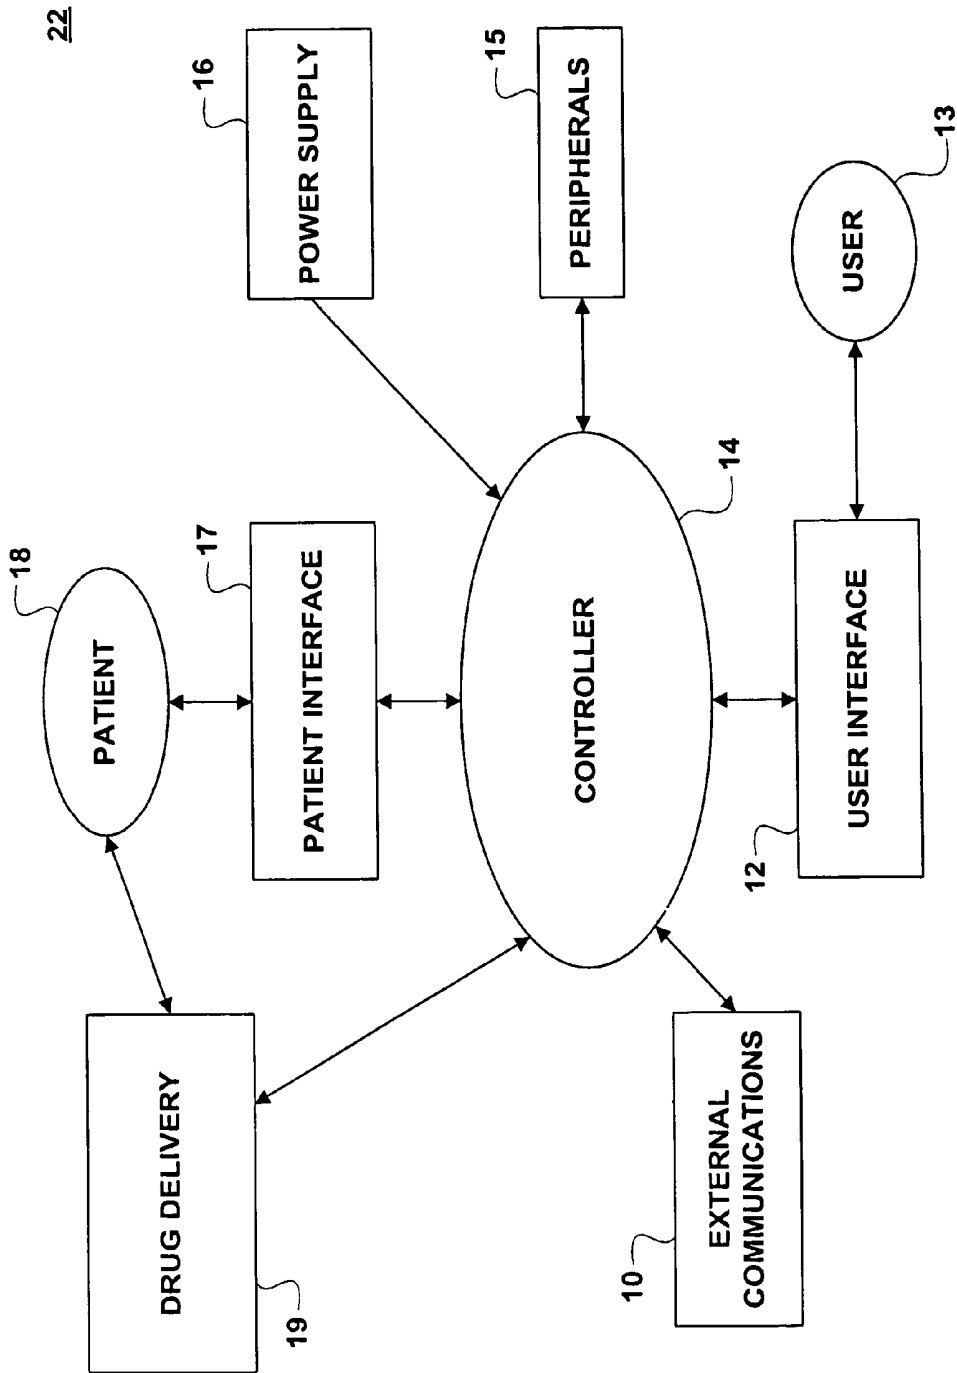 18
22
PATIENT
DRUG DELIVERY
19
17
PATIENT INTERFACE
16
POWER SUPPLY
CONTROLLER
14
15
PERIPHERALS
10
EXTERNAL
COMMUNICATIONS
12
USER INTERFACE
USER
13